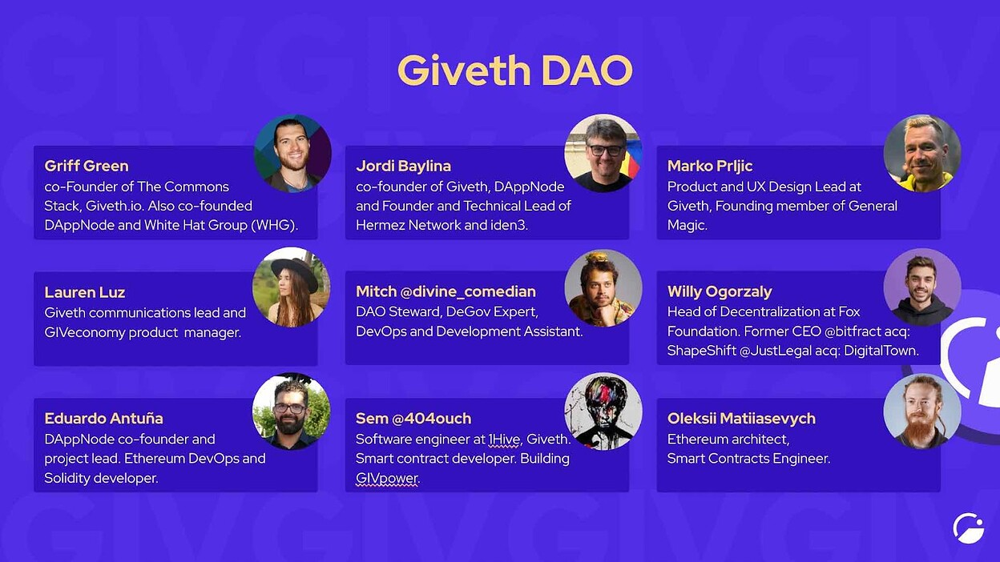 Giveth DAO
Griff Green
co-Founder of The Commons
Stack, Giveth.io. Also co-founded
DAppNode and White Hat Group (WHG).
Jordi Baylina
co-founder of Giveth, DAppNode
and Founder and Technical Lead of
Hermez Network and iden3.
Marko Prljic
Product and UX Design Lead at
Giveth, Founding member of General
Magic.
Lauren Luz
Giveth communications lead and
GIVeconomy product manager.
Mitch @divine_comedian
DAO Steward, DeGov Expert,
DevOps and Development Assistant.
Willy Ogorzaly
Head of Decentralization at Fox
Foundation. Former CEO @bitfract acq:
ShapeShift @JustLegal acq: DigitalTown.
Eduardo Antuña
DAppNode co-founder and
project lead. Ethereum DevOps and
Solidity developer.
Sem @404ouch
Software engineer at 1Hive, Giveth.
Smart contract developer. Building
GIVpower.
Oleksii Matiiasevych
Ethereum architect,
Smart Contracts Engineer.